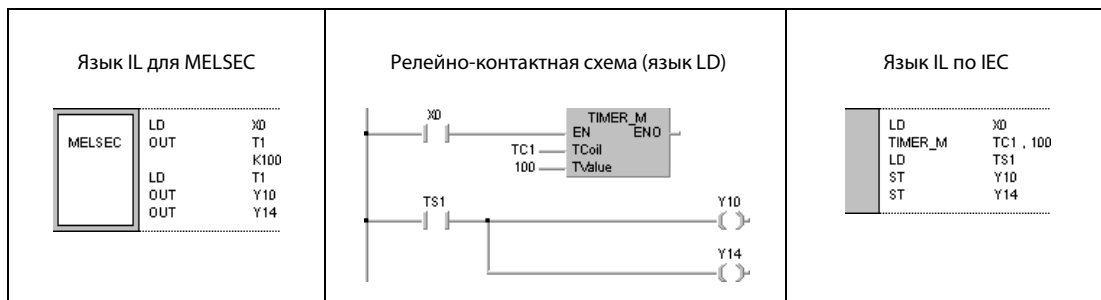 Язык IL для MELSEC
MELSEC
LD X0
OUT T1
K100
LD T1
OUT Y10
OUT Y14
Релейно-контактная схема (язык LD)
X0
TIMER_M
EN ENO
TC1 TCoil
100 TValue
TS1
Y10
Y14
Язык IL по IEC
LD X0
TIMER_M TC1 , 100
LD TS1
ST Y10
ST Y14